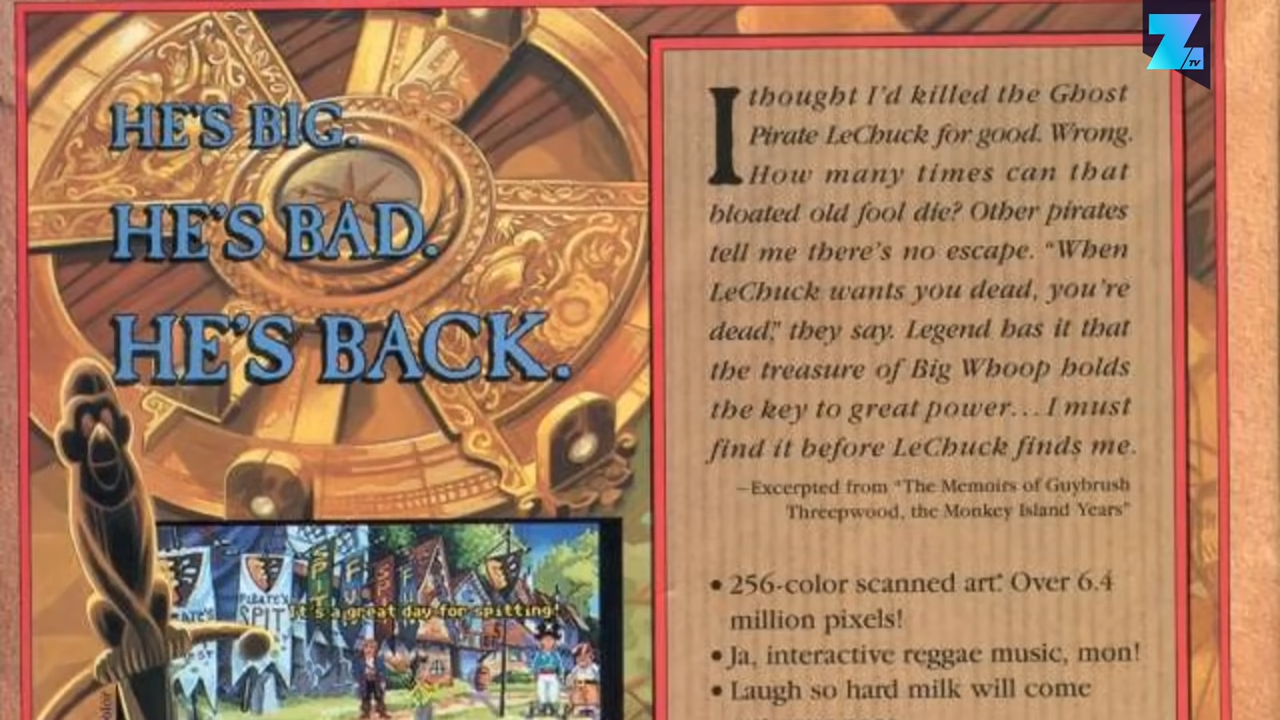 HE'S BIG.
HE'S BAD.
HE'S BACK.
I thought I'd killed the Ghost
Pirate LeChuck for good. Wrong.
How many times can that
bloated old fool die? Other pirates
tell me there's no escape. "When
LeChuck wants you dead, you're
dead," they say. Legend has it that
the treasure of Big Whoop holds
the key to great power...I must
find it before LeChuck finds me.
—Excerpted from "The Memoirs of Guybrush
Threepwood, the Monkey Island Years"
• 256-color scanned art! Over 6.4
million pixels!
• Ja, interactive reggae music, mon!
• Laugh so hard milk will come
SPIT
PIRATE'S
SPIT
It's a great day for spitting!
Z TV